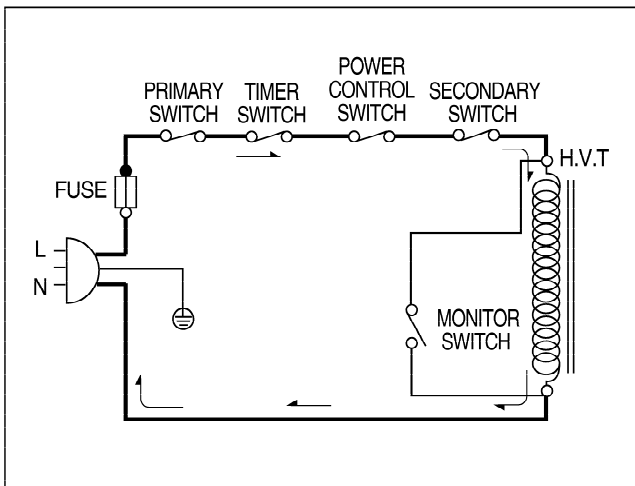 PRIMARY
SWITCH
TIMER
SWITCH
POWER
CONTROL
SWITCH
SECONDARY
SWITCH
H.V.T
FUSE
L
N
MONITOR
SWITCH